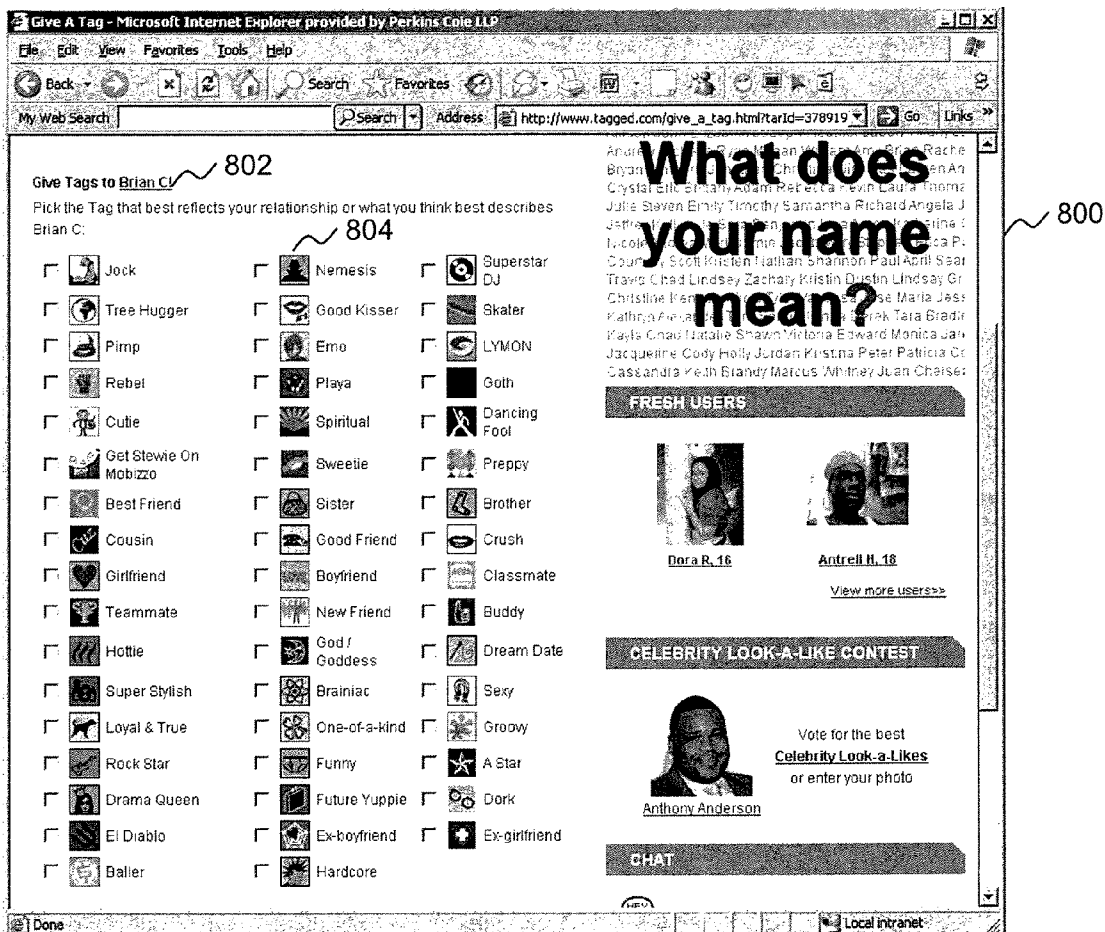 Give A Tag - Microsoft Internet Explorer provided by Perkins Coie LLP
File Edit View Favorites Tools Help
Back Search Favorites
My Web Search Search Address http://www.tagged.com/give_a_tag.html?tarId=378919 Go Links »
Give Tags to Brian C!
802
Pick the Tag that best reflects your relationship or what you think best describes
Brian C:
804
Jock Nemesis Superstar DJ
Tree Hugger Good Kisser Skater
Pimp Emo LYMON
Rebel Playa Goth
Cutie Spiritual Dancing Fool
Get Stewie On Mobizzo Sweetie Preppy
Best Friend Sister Brother
Cousin Good Friend Crush
Girlfriend Boyfriend Classmate
Teammate New Friend Buddy
Hottie God / Goddess Dream Date
Super Stylish Brainiac Sexy
Loyal & True One-of-a-kind Groovy
Rock Star Funny A Star
Drama Queen Future Yuppie Dork
El Diablo Ex-boyfriend Ex-girlfriend
Baller Hardcore
What does
your name
mean?
800
FRESH USERS
Dora R, 16 Antrell H, 18
View more users>>
CELEBRITY LOOK-A-LIKE CONTEST
Vote for the best
Celebrity Look-a-Likes
or enter your photo
Anthony Anderson
CHAT
HEY
Done Local intranet